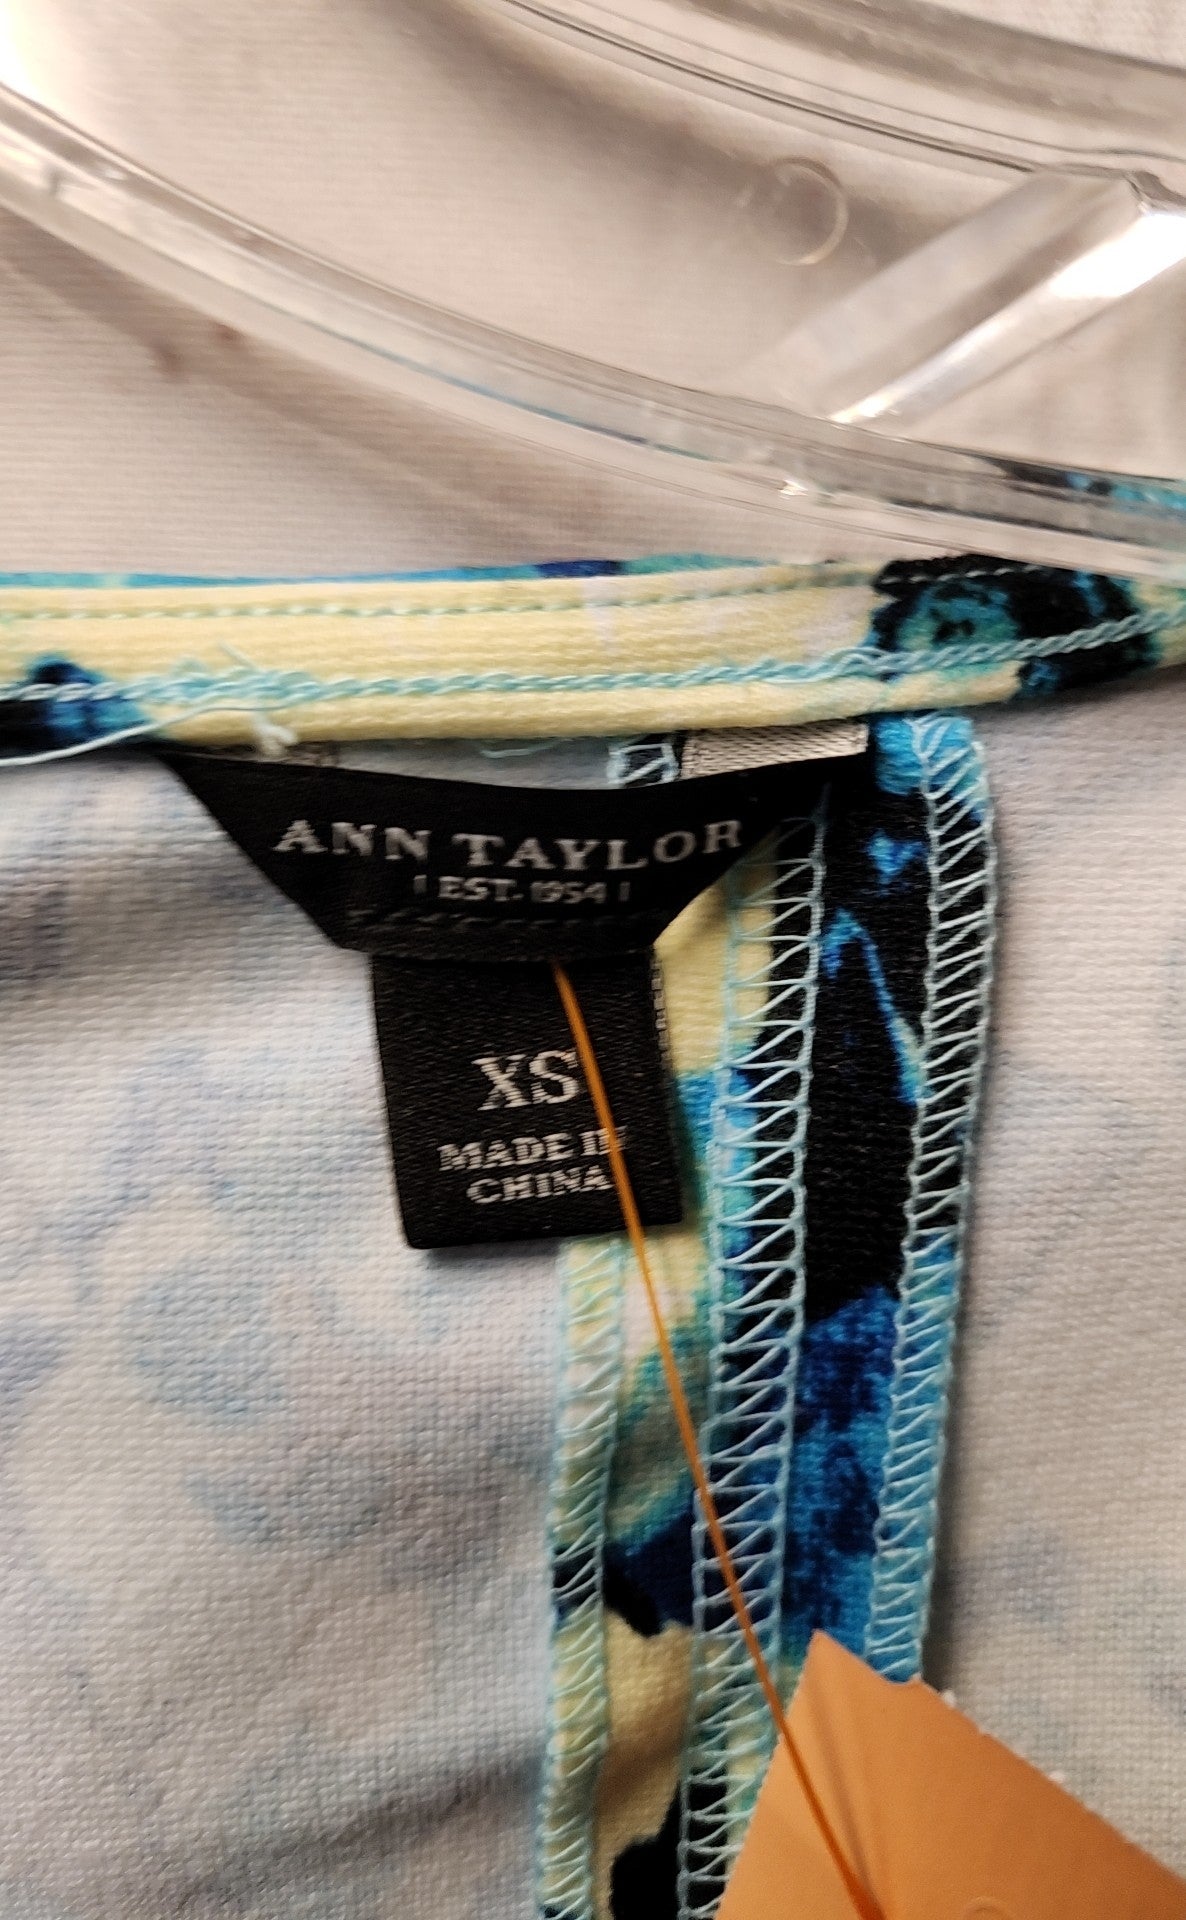 ANN TAYLOR
EST. 1954
XS
MADE IN
CHINA